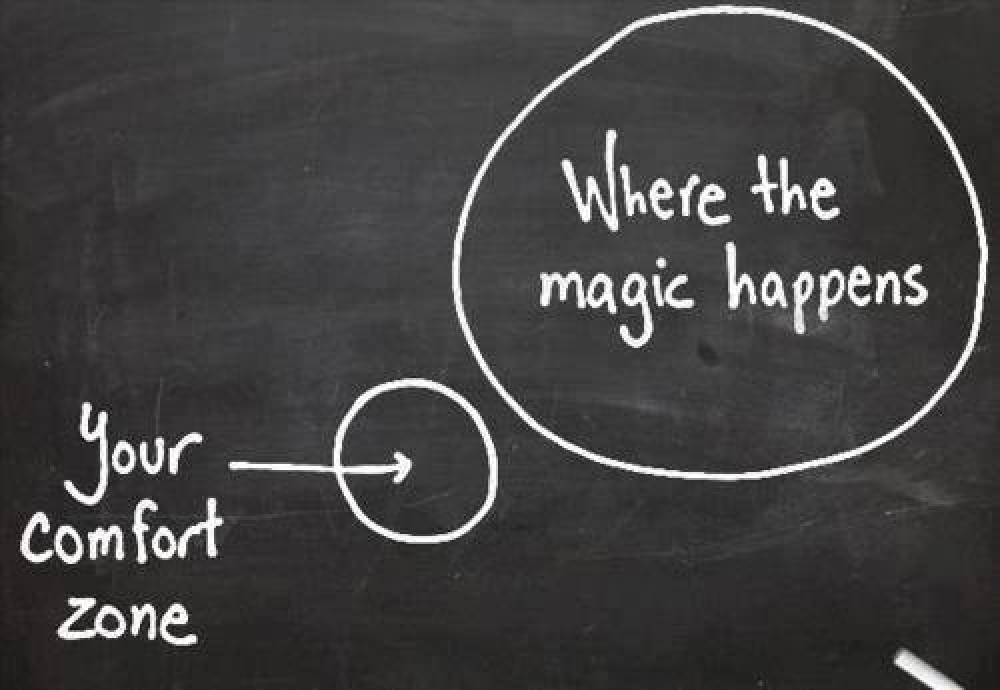 Where the
magic happens
Your
comfort
zone